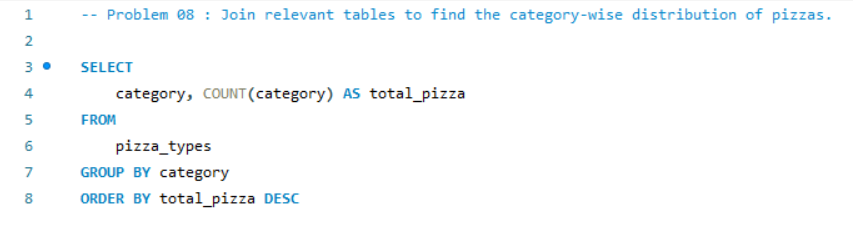 1 -- Problem 08 : Join relevant tables to find the category-wise distribution of pizzas.
2
3 SELECT
4 category, COUNT(category) AS total_pizza
5 FROM
6 pizza_types
7 GROUP BY category
8 ORDER BY total_pizza DESC